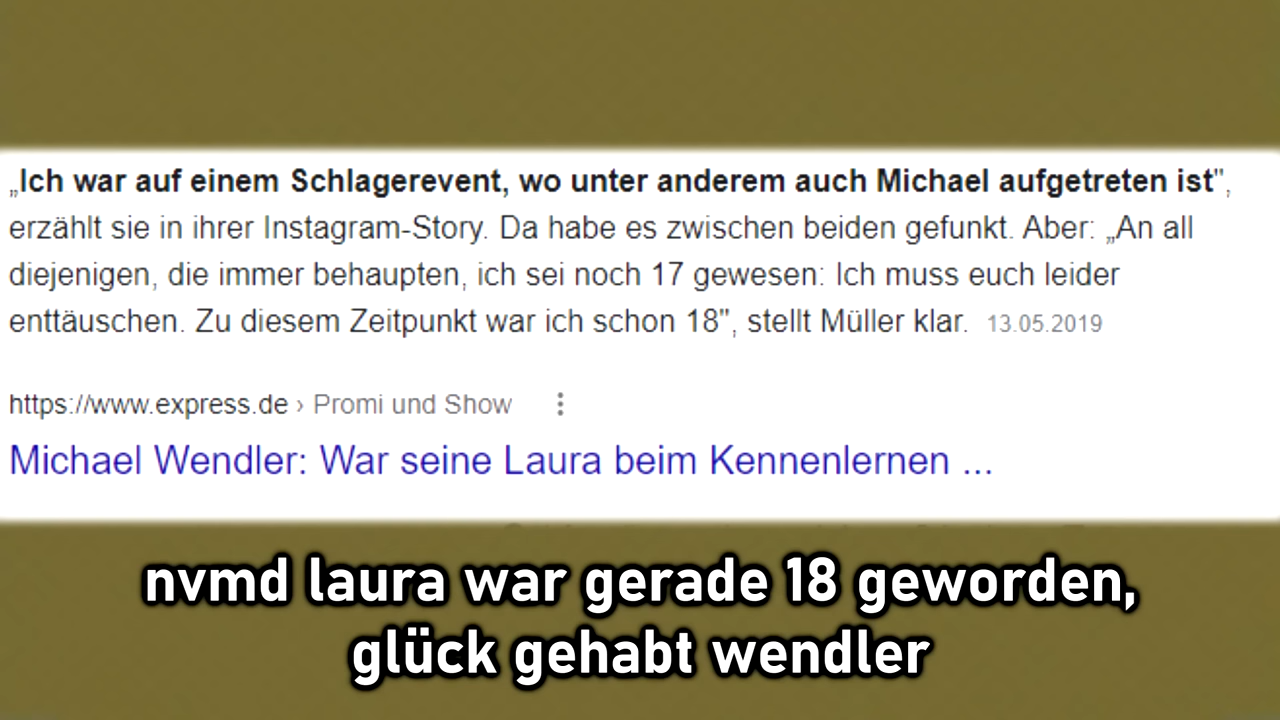 „Ich war auf einem Schlagerevent, wo unter anderem auch Michael aufgetreten ist",
erzählt sie in ihrer Instagram-Story. Da habe es zwischen beiden gefunkt. Aber: „An all
diejenigen, die immer behaupten, ich sei noch 17 gewesen: Ich muss euch leider
enttäuschen. Zu diesem Zeitpunkt war ich schon 18", stellt Müller klar. 13.05.2019
https://www.express.de › Promi und Show
Michael Wendler: War seine Laura beim Kennenlernen ...
nvmd laura war gerade 18 geworden,
glück gehabt wendler